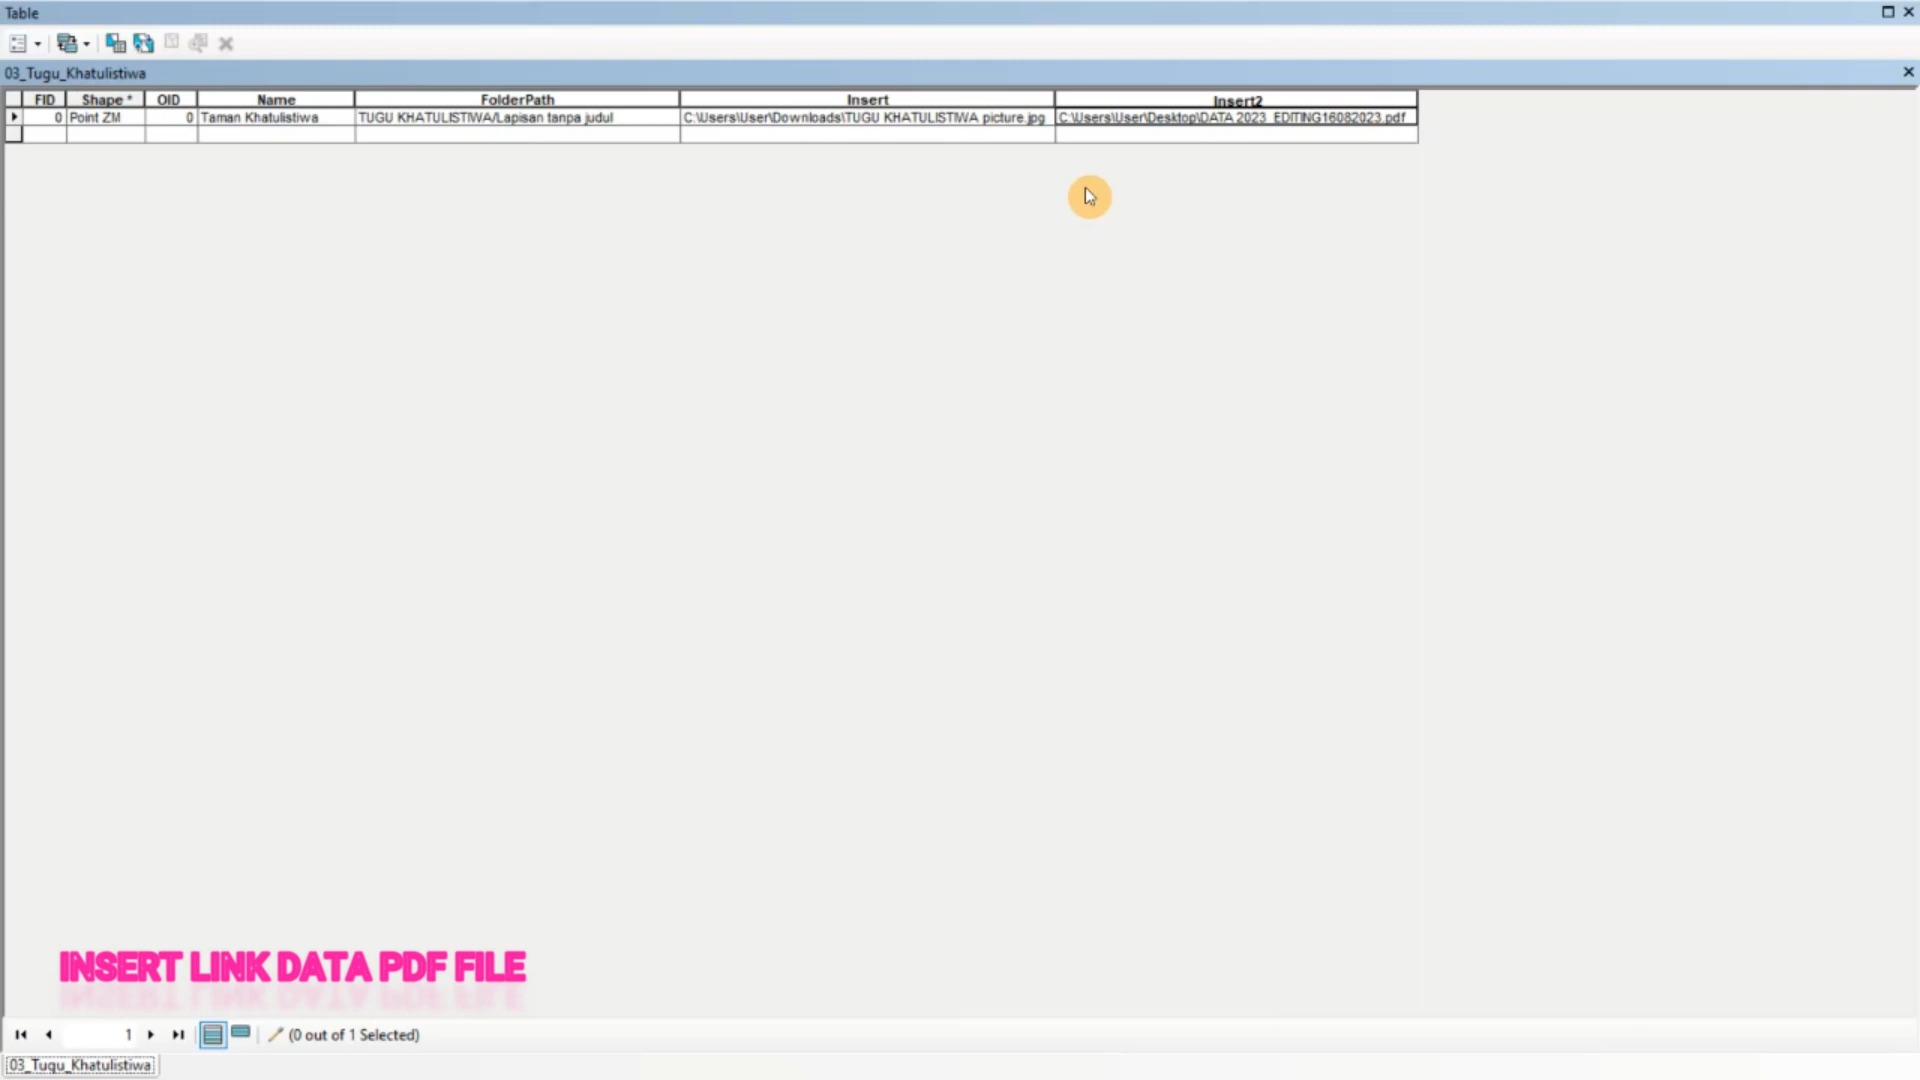 Table
03_Tugu_Khatulistiwa
FID Shape * OID Name FolderPath Insert Insert2
0 Point ZM 0 Taman Khatulistiwa TUGU KHATULISTIWA/Lapisan tanpa judul C:\Users\User\Downloads\TUGU KHATULISTIWA picture.jpg C:\Users\User\Desktop\DATA 2023_EDITING16082023.pdf
INSERT LINK DATA PDF FILE
1 (0 out of 1 Selected)
03_Tugu_Khatulistiwa